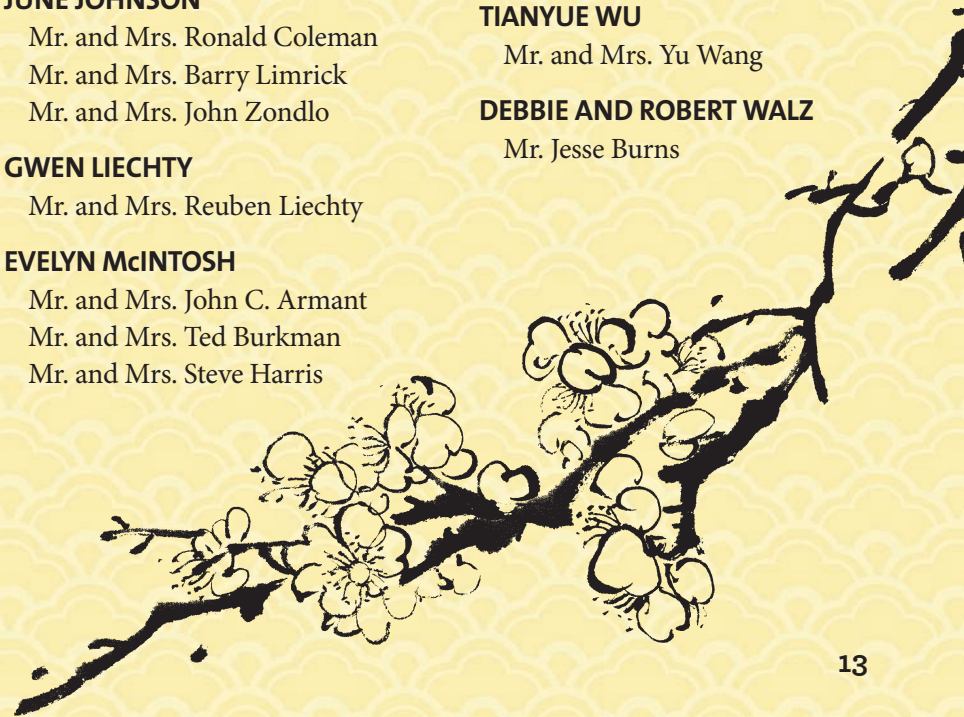 JUNE JOHNSON
Mr. and Mrs. Ronald Coleman
Mr. and Mrs. Barry Limrick
Mr. and Mrs. John Zondlo
GWEN LIECHTY
Mr. and Mrs. Reuben Liechty
EVELYN McINTOSH
Mr. and Mrs. John C. Armant
Mr. and Mrs. Ted Burkman
Mr. and Mrs. Steve Harris
TIANYUE WU
Mr. and Mrs. Yu Wang
DEBBIE AND ROBERT WALZ
Mr. Jesse Burns
13